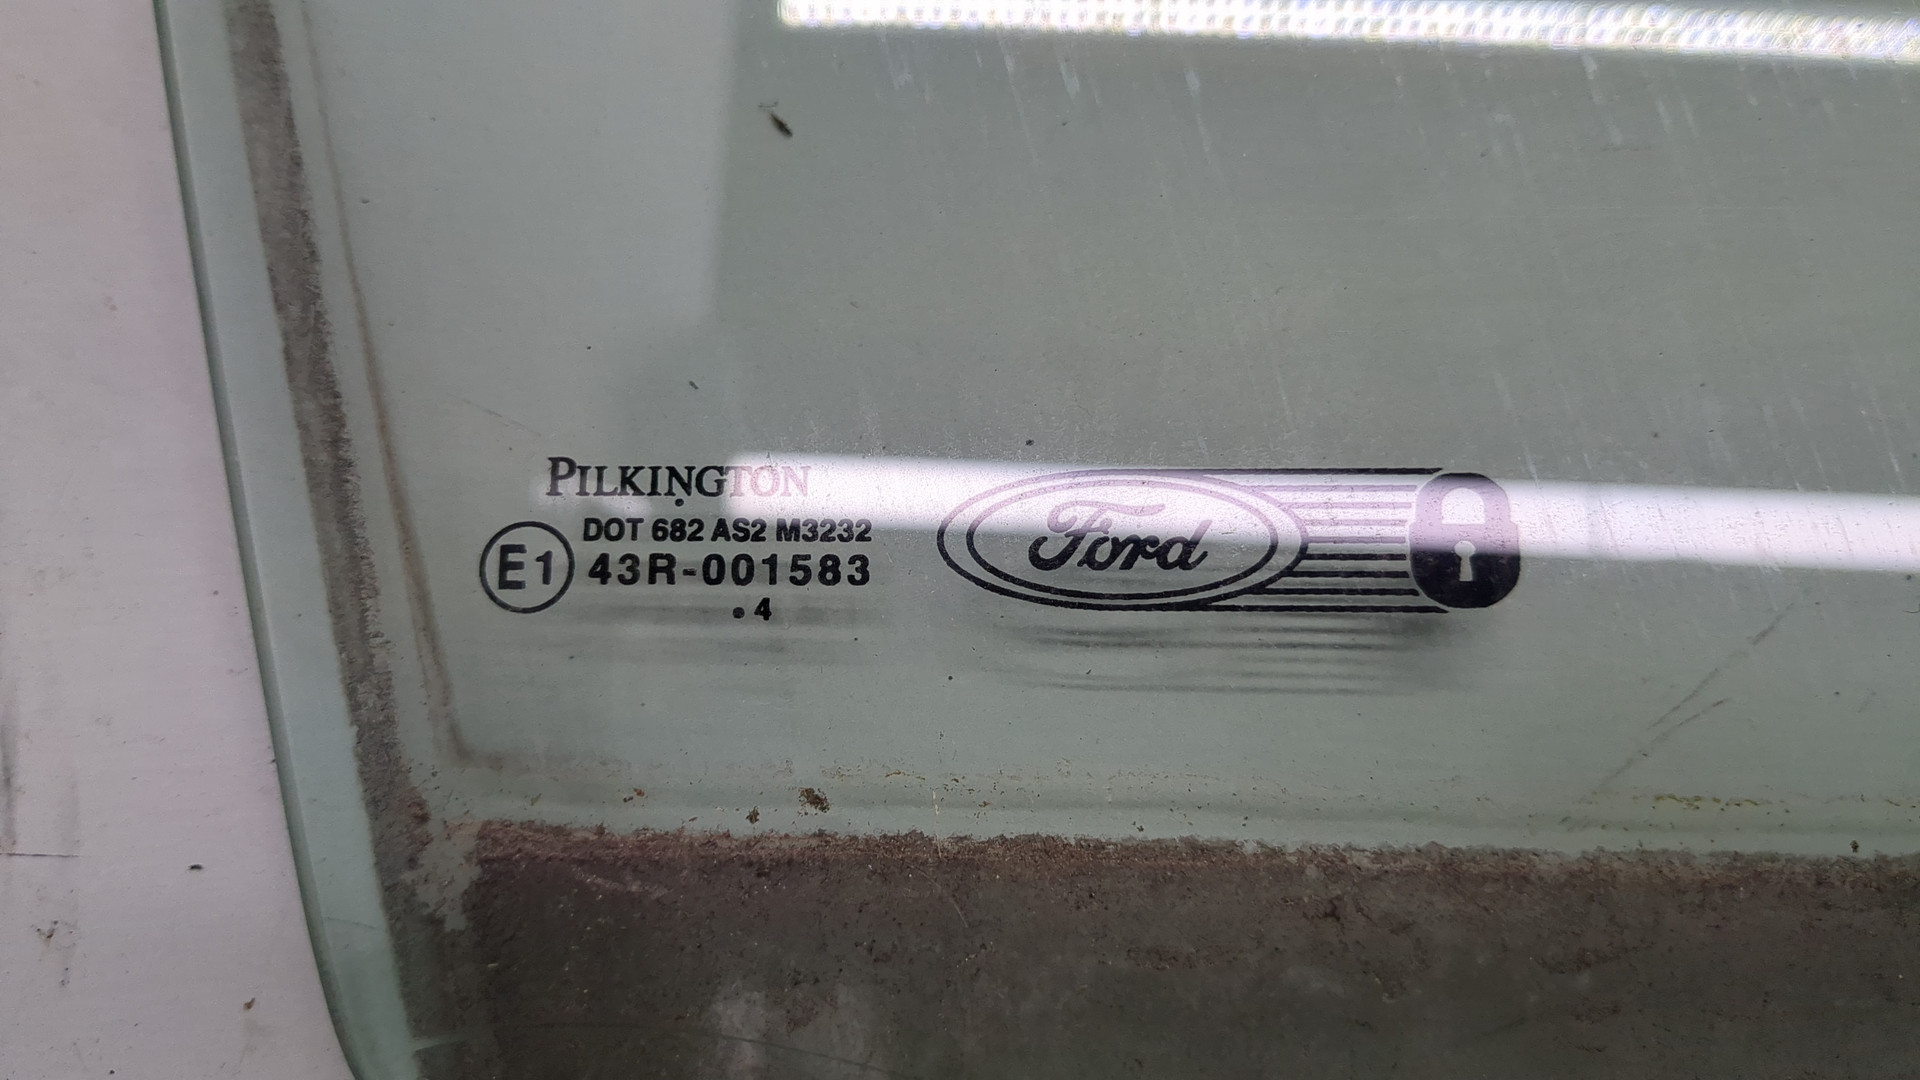 PILKINGTON
DOT 682 AS2 M3232
E1 43R-001583
. 4
Ford